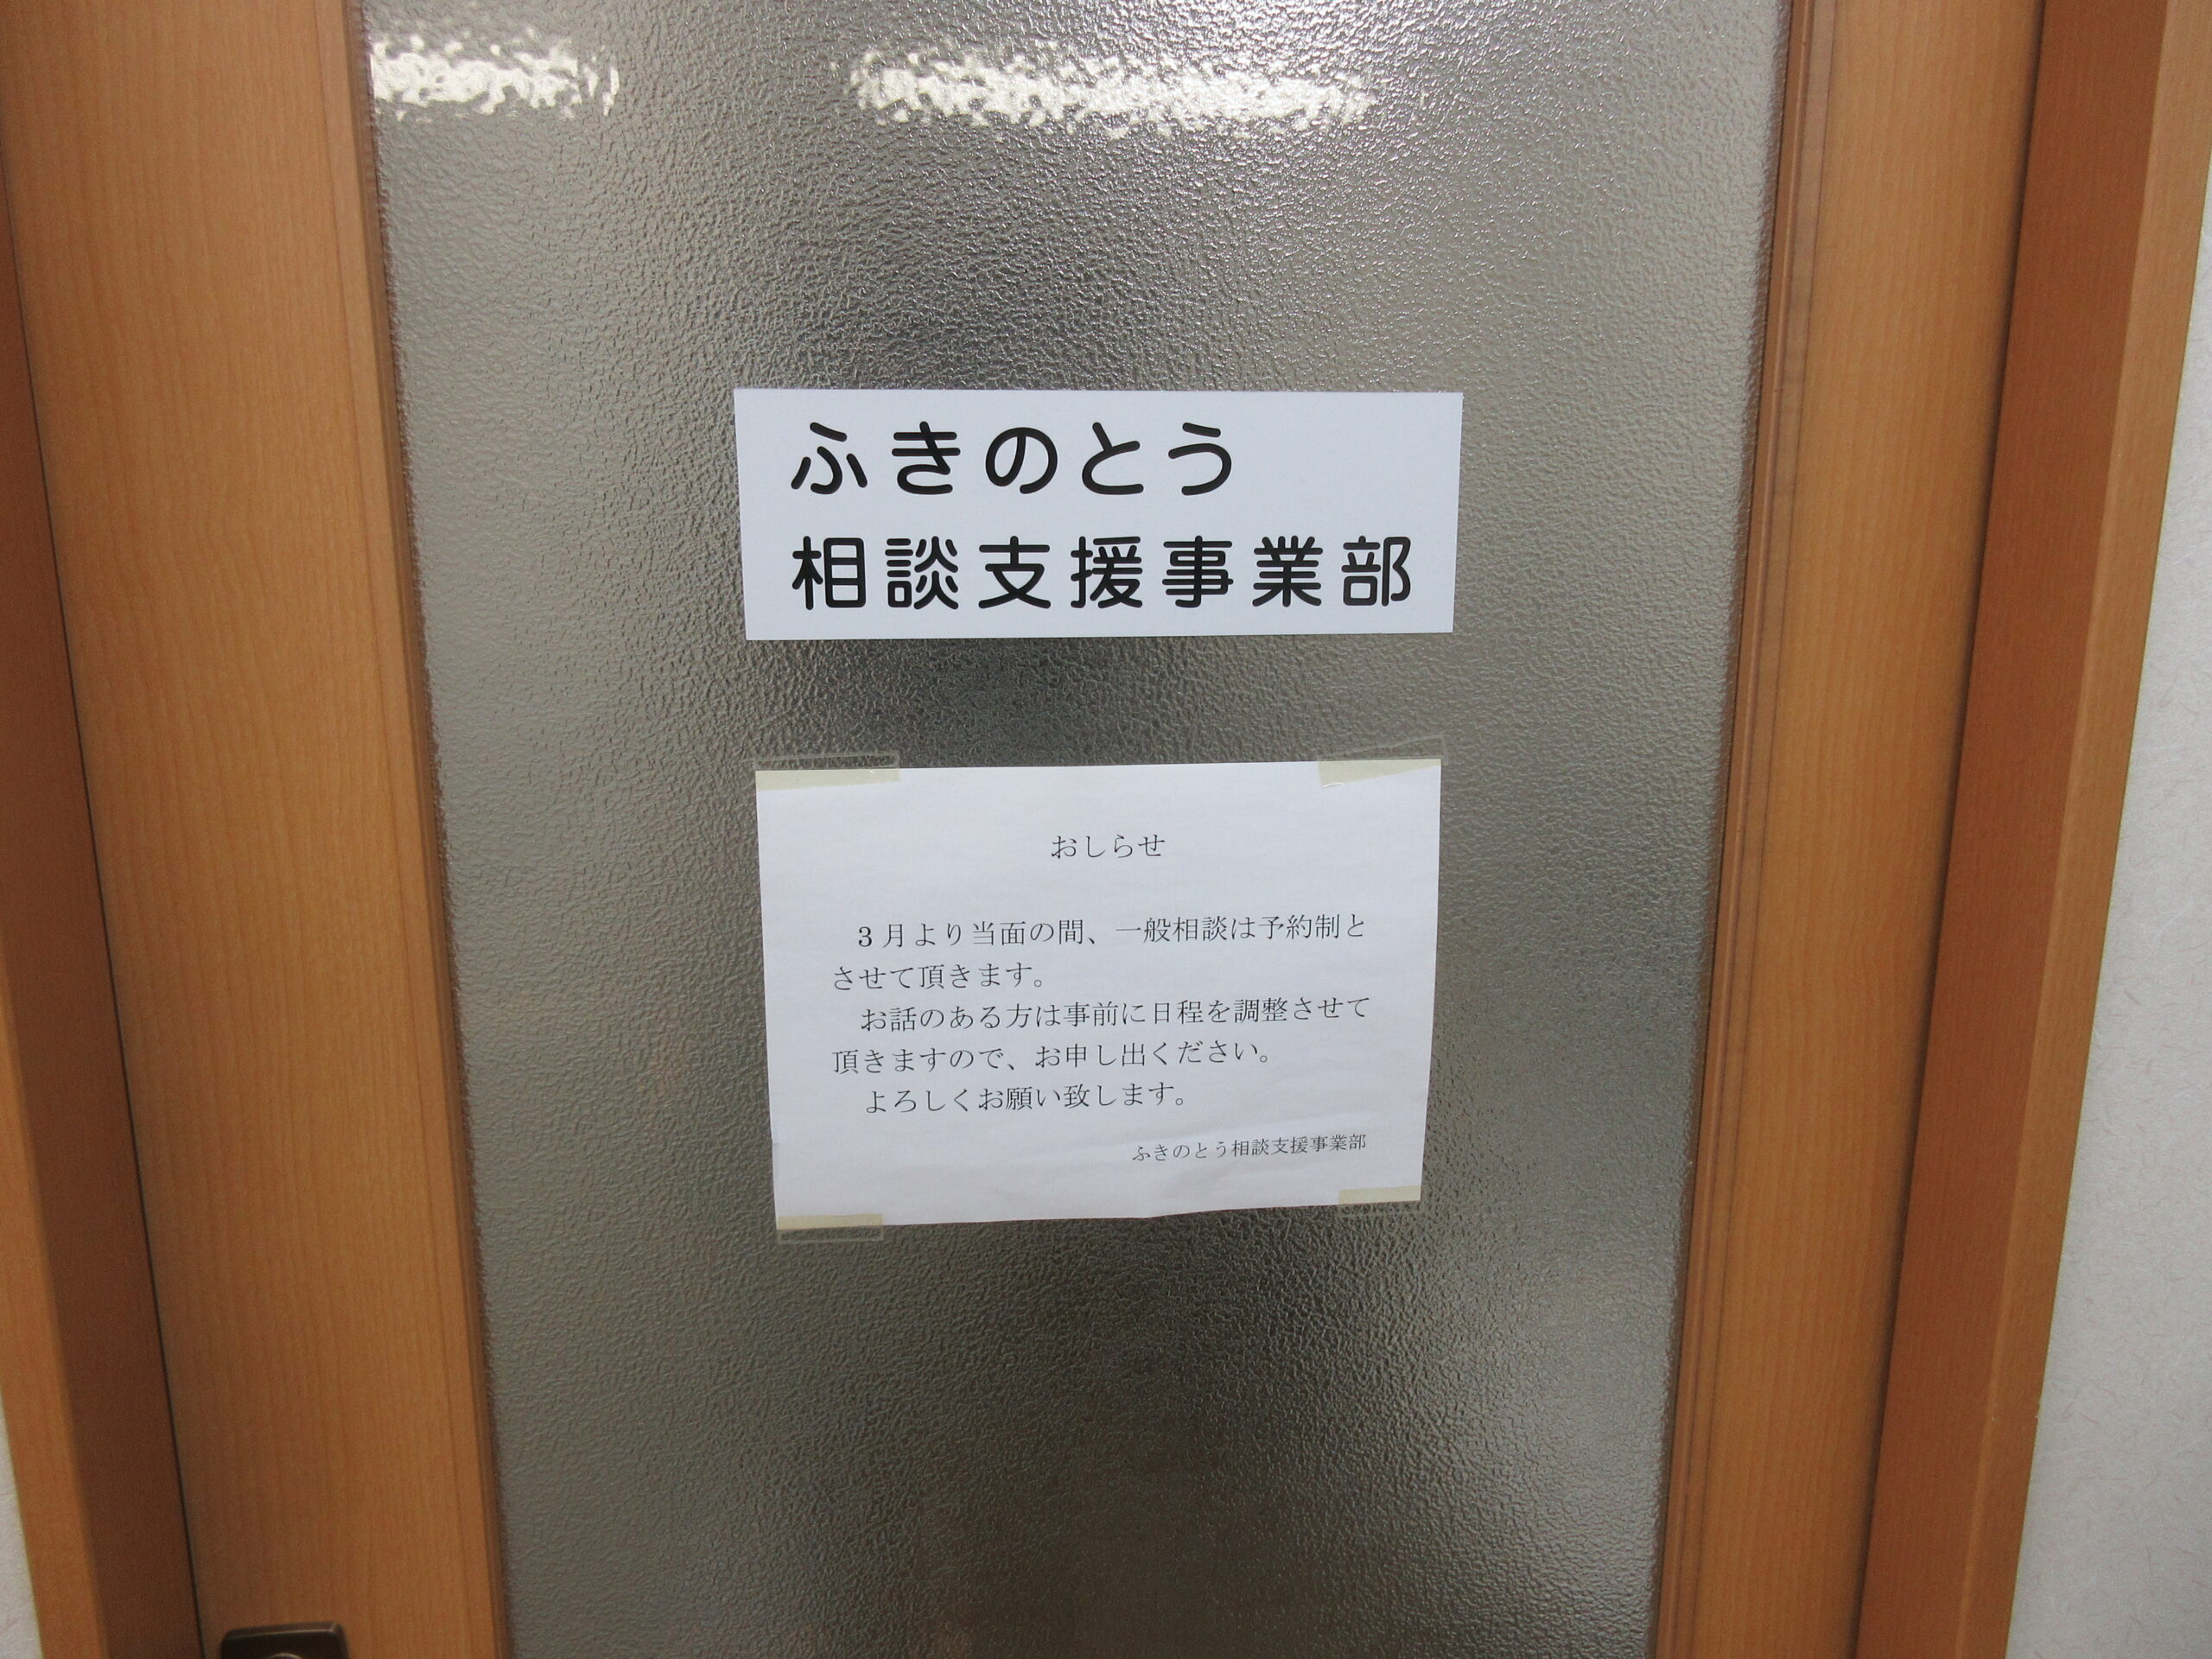 ふきのとう
相談支援事業部
おしらせ
3月より当面の間、一般相談は予約制と
させて頂きます。
お話のある方は事前に日程を調整させて
頂きますので、お申し出ください。
よろしくお願い致します。
ふきのとう相談支援事業部